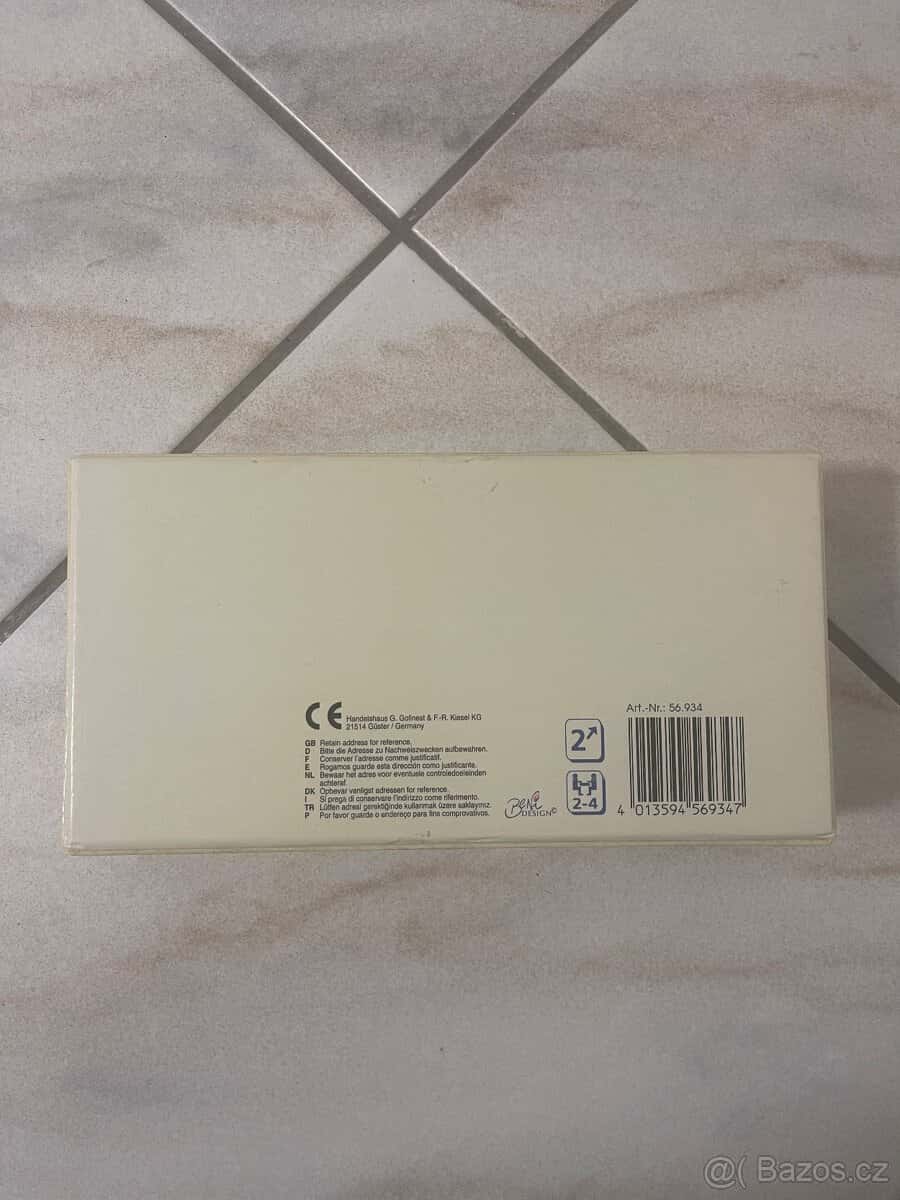 CE Handelshaus G. Gollnest & F.-R. Kiesel KG
21514 Güster / Germany
GB Retain address for reference.
D Bitte die Adresse zu Nachweiszwecken aufbewahren.
F Conserver l'adresse comme justificatif.
E Rogamos guarde esta dirección como justificante.
NL Bewaar het adres voor eventuele controledoeleinden
achteraf.
DK Opbevar venligst adressen for reference.
I Si prega di conservare l'indirizzo come riferimento.
TR Lütfen adresi gerektiğinde kullanmak üzere saklayınız.
P Por favor guarde o endereço para fins comprovativos.
Beni
DESIGN©
2
2-4
Art.-Nr.: 56.934
4 013594 569347
@( Bazos.cz